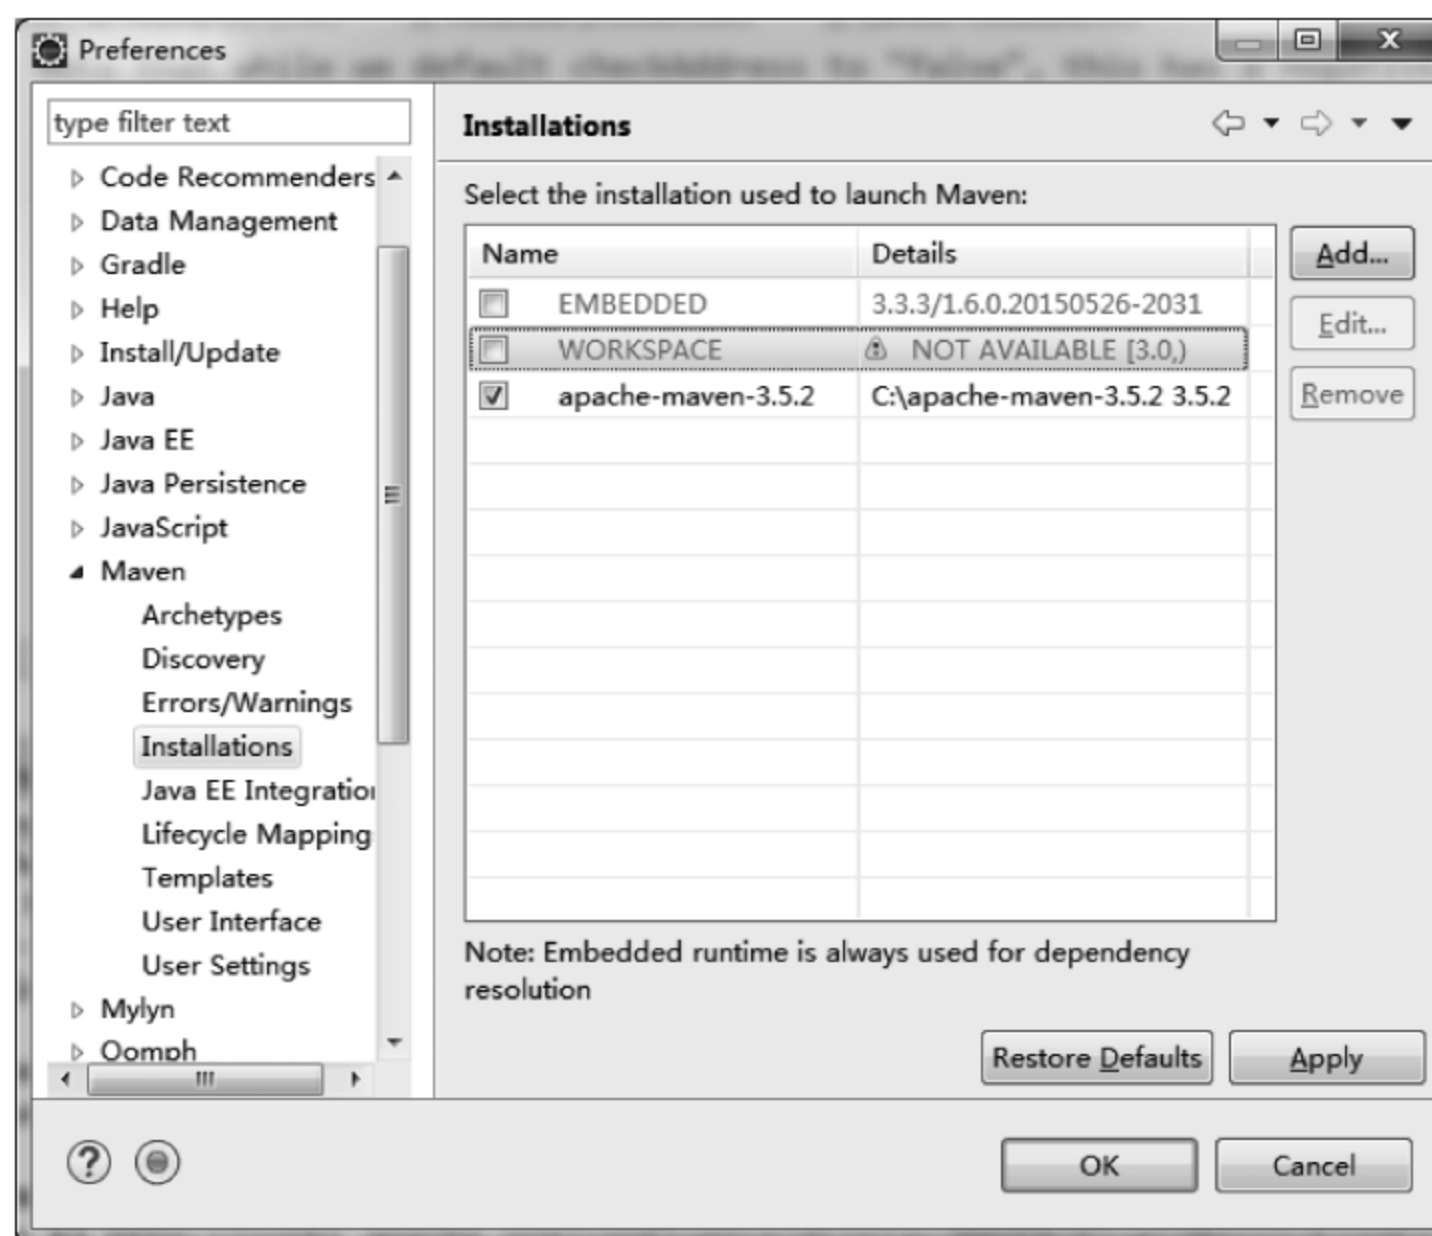 Preferences
type filter text
Code Recommenders
Data Management
Gradle
Help
Install/Update
Java
Java EE
Java Persistence
JavaScript
Maven
Archetypes
Discovery
Errors/Warnings
Installations
Java EE Integration
Lifecycle Mapping
Templates
User Interface
User Settings
Mylyn
Oomph
Installations
Select the installation used to launch Maven:
Name Details
EMBEDDED 3.3.3/1.6.0.20150526-2031
WORKSPACE NOT AVAILABLE [3.0,)
apache-maven-3.5.2 C:\apache-maven-3.5.2 3.5.2
Add...
Edit...
Remove
Note: Embedded runtime is always used for dependency
resolution
Restore Defaults Apply
OK Cancel